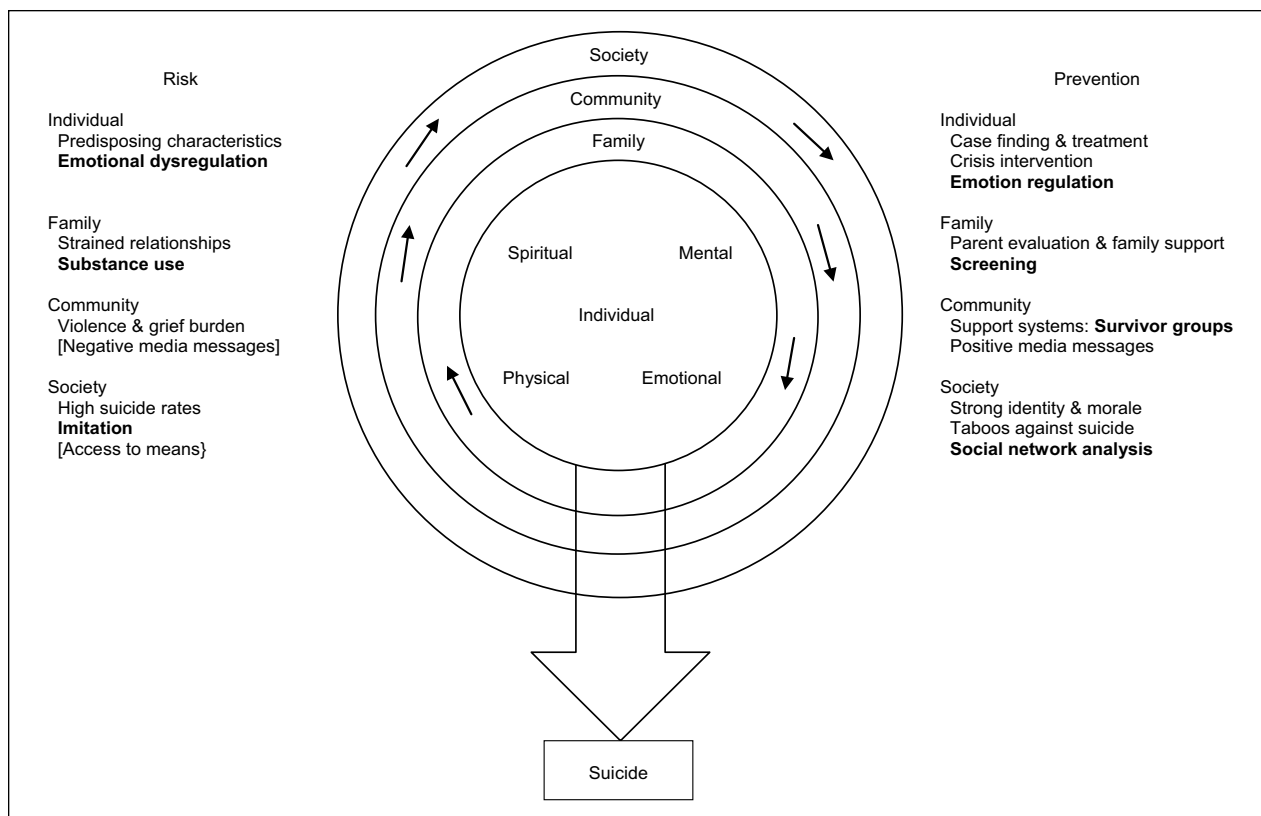 Risk
Individual
Predisposing characteristics
Emotional dysregulation
Family
Strained relationships
Substance use
Community
Violence & grief burden
[Negative media messages]
Society
High suicide rates
Imitation
[Access to means}
Society
Community
Family
Spiritual
Mental
Individual
Physical
Emotional
Suicide
Prevention
Individual
Case finding & treatment
Crisis intervention
Emotion regulation
Family
Parent evaluation & family support
Screening
Community
Support systems: Survivor groups
Positive media messages
Society
Strong identity & morale
Taboos against suicide
Social network analysis